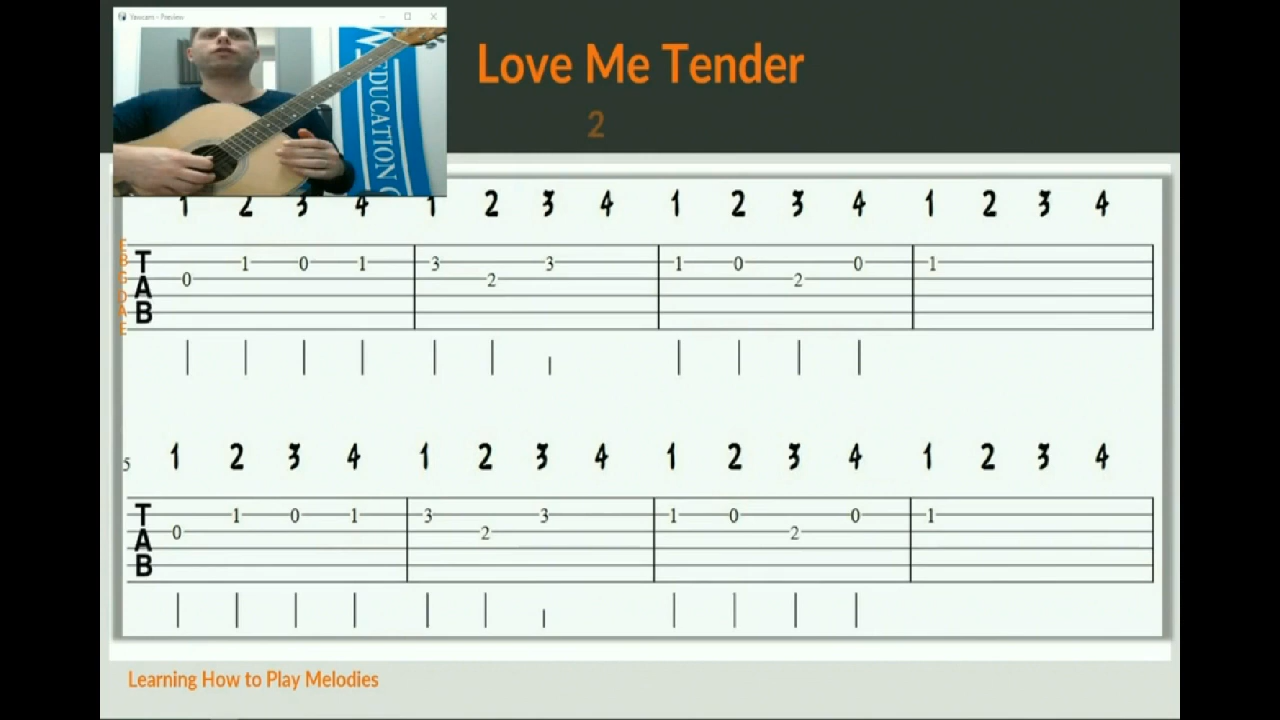 Yawcam - Preview
Love Me Tender
EDUCATION
2
1 2 3 4 1 2 3 4 1 2 3 4 1 2 3 4
E
B
T 1 0 1 3 3 1 0 0 1
A 0 2 2
D
A
B
E
5 1 2 3 4 1 2 3 4 1 2 3 4 1 2 3 4
T 1 0 1 3 3 1 0 0 1
A 0 2 2
B
Learning How to Play Melodies